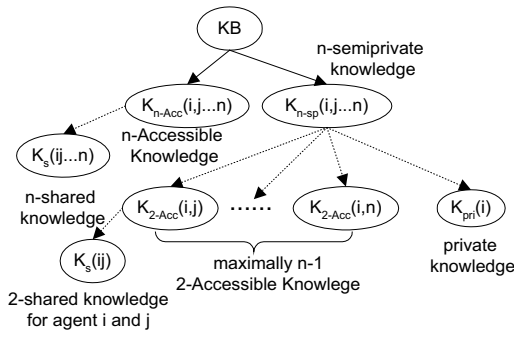 KB
n-semiprivate
knowledge
K_n-Acc(i,j...n)
K_n-sp(i,j...n)
n-Accessible
Knowledge
K_s(ij...n)
n-shared
knowledge
K_2-Acc(i,j)
......
K_2-Acc(i,n)
K_pri(i)
private
knowledge
K_s(ij)
maximally n-1
2-Accessible Knowlege
2-shared knowledge
for agent i and j